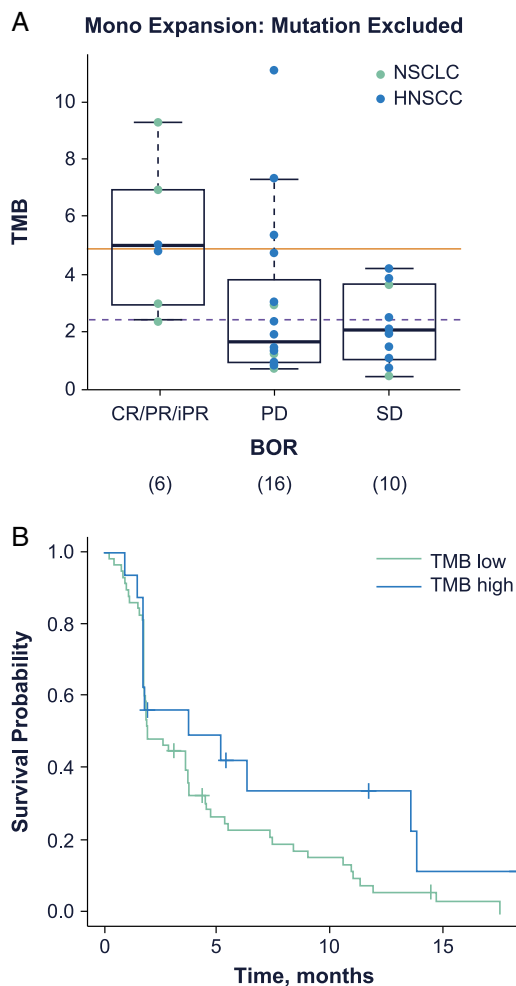 A
Mono Expansion: Mutation Excluded
NSCLC
HNSCC
10
8
6
4
2
0
TMB
CR/PR/iPR PD SD
BOR
(6) (16) (10)
B
TMB low
TMB high
1.0
0.8
0.6
0.4
0.2
0.0
Survival Probability
0 5 10 15
Time, months